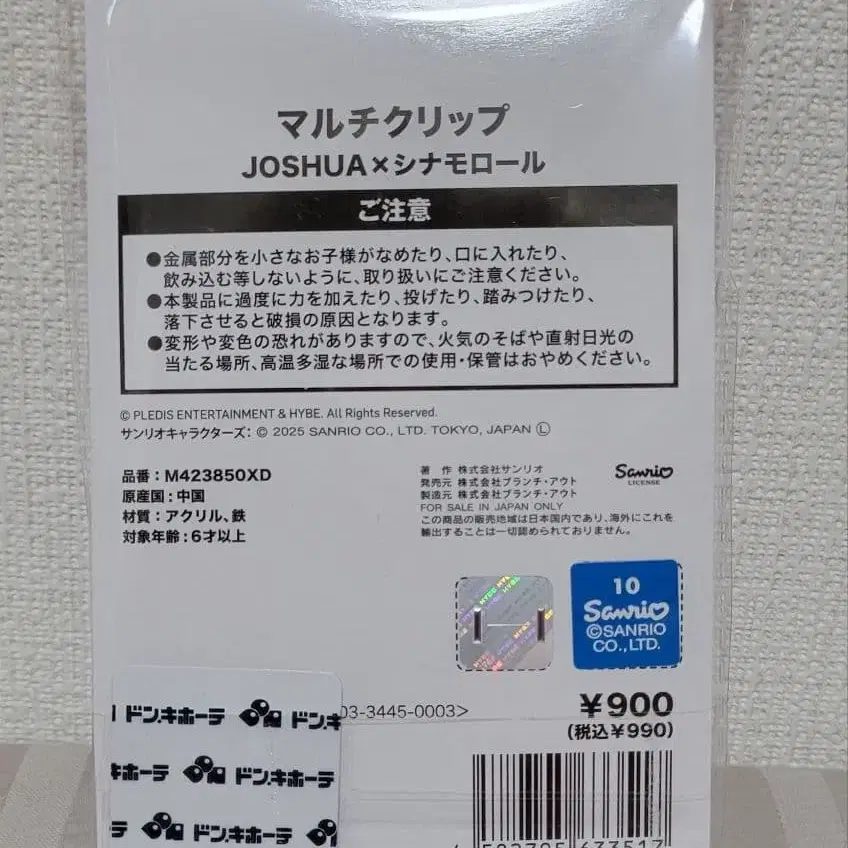 マルチクリップ
JOSHUA×シナモロール
ご注意
●金属部分を小さなお子様がなめたり、口に入れたり、
飲み込む等しないように、取り扱いにご注意ください。
●本製品に過度に力を加えたり、投げたり、踏みつけたり、
落下させると破損の原因となります。
●変形や変色の恐れがありますので、火気のそばや直射日光の
当たる場所、高温多湿な場所での使用・保管はおやめください。
© PLEDIS ENTERTAINMENT & HYBE. All Rights Reserved.
サンリオキャラクターズ: © 2025 SANRIO CO., LTD. TOKYO, JAPAN Ⓛ
品番：M423850XD
原産国：中国
材質：アクリル、鉄
対象年齢：6才以上
著　作 株式会社サンリオ
発売元 株式会社ブランチ・アウト
製造元 株式会社ブランチ・アウト
FOR SALE IN JAPAN ONLY
この商品の販売地域は日本国内であり、海外にこれを
輸出することは一切認められておりません。
Sanrio
LICENSE
10
Sanrio
©SANRIO
CO.,LTD.
03-3445-0003>
¥900
(税込¥990)
ドン.キホーテ ドン.キ
キホーテ ドン.キホーテ
テ ドン.キホーテ